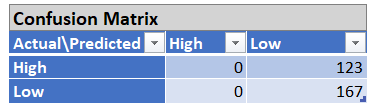 Confusion Matrix
Actual\Predicted High Low
High 0 123
Low 0 167